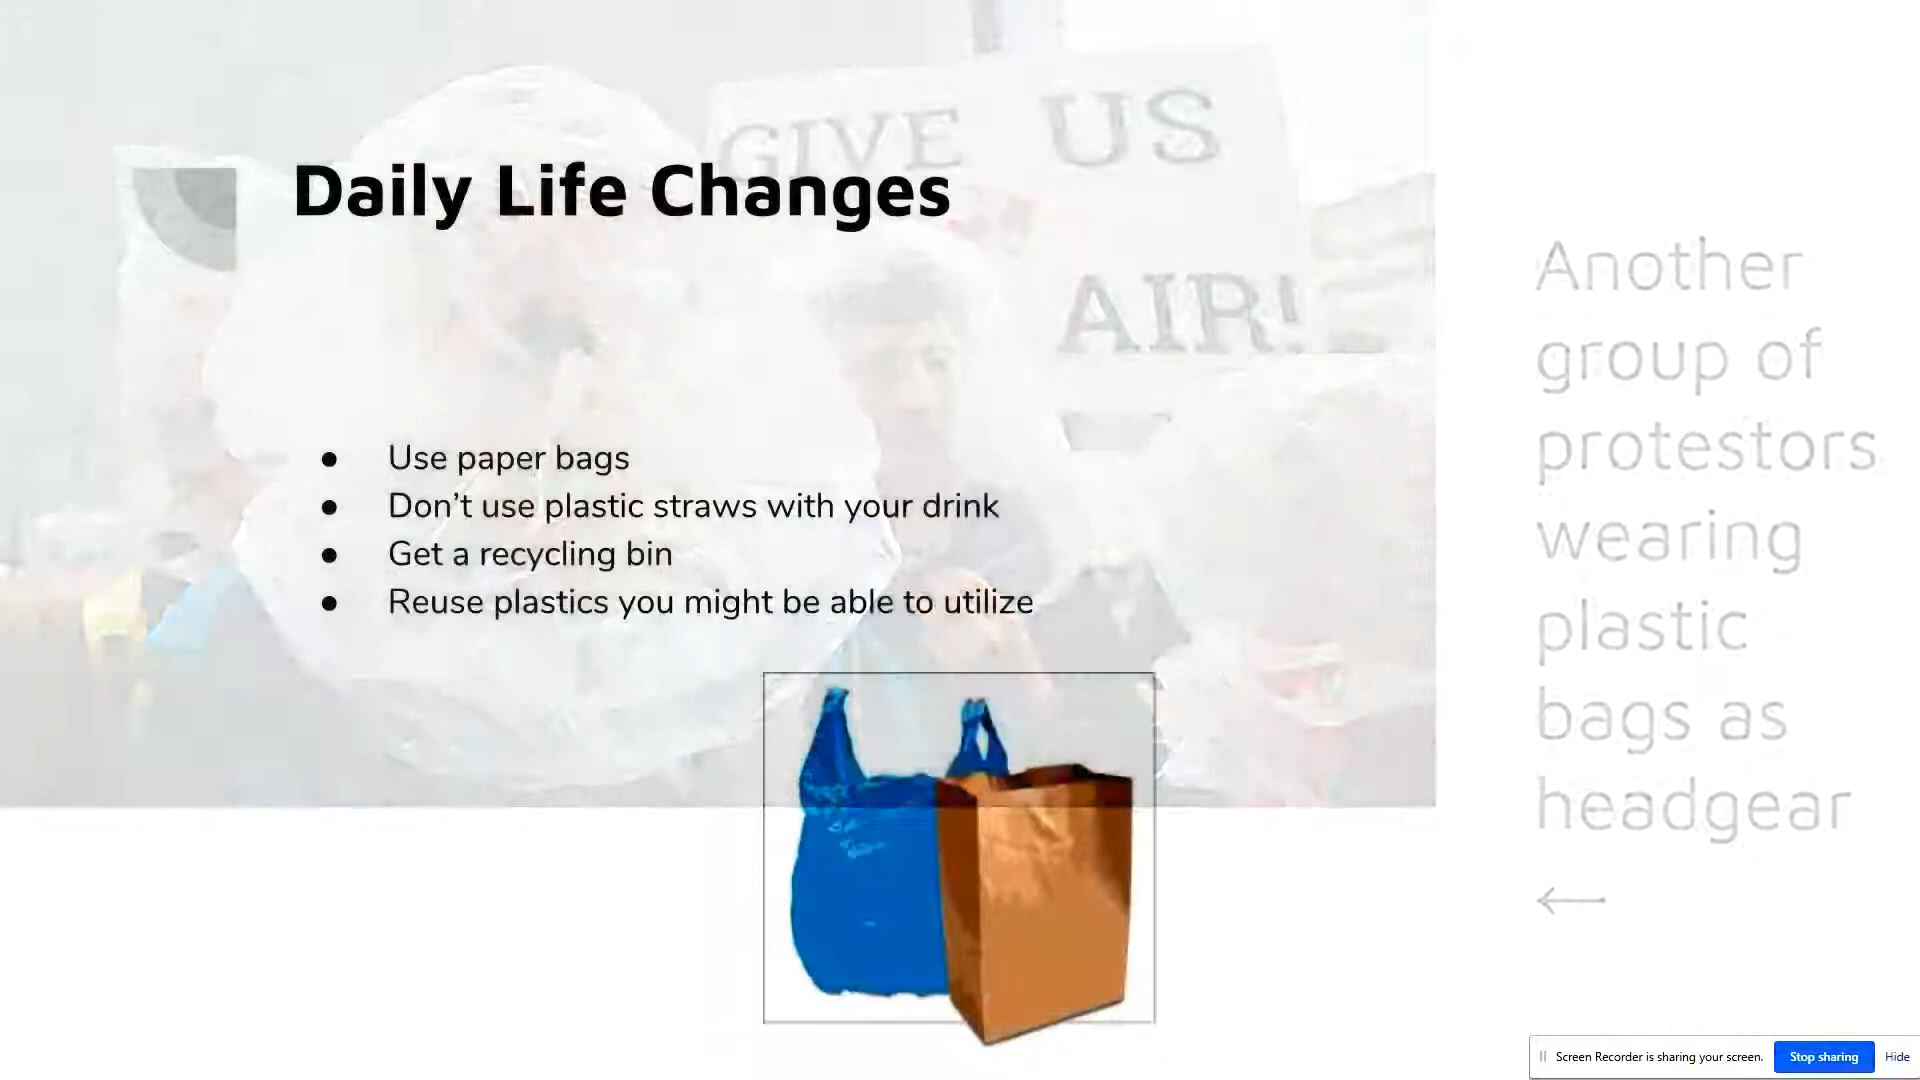 GIVE US
AIR!
Daily Life Changes
● Use paper bags
● Don’t use plastic straws with your drink
● Get a recycling bin
● Reuse plastics you might be able to utilize
Another
group of
protestors
wearing
plastic
bags as
headgear
←
Screen Recorder is sharing your screen. Stop sharing Hide